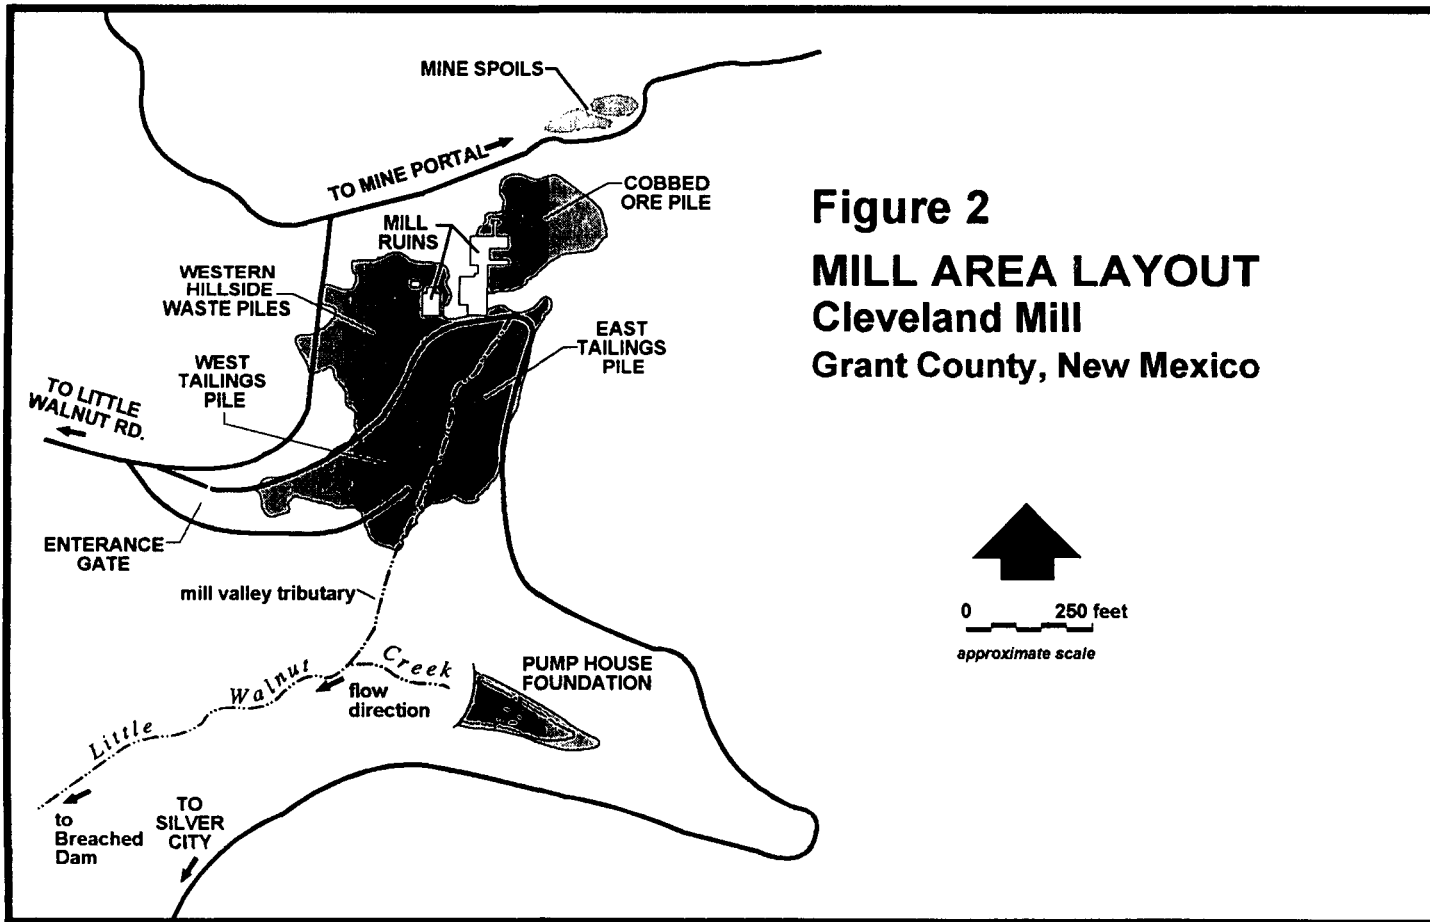 MINE SPOILS
TO MINE PORTAL
COBBED
ORE PILE
MILL
RUINS
WESTERN
HILLSIDE
WASTE PILES
EAST
TAILINGS
PILE
WEST
TAILINGS
PILE
TO LITTLE
WALNUT RD.
ENTERANCE
GATE
mill valley tributary
Little Walnut Creek
flow
direction
PUMP HOUSE
FOUNDATION
to
Breached
Dam
TO
SILVER
CITY
Figure 2
MILL AREA LAYOUT
Cleveland Mill
Grant County, New Mexico
0 250 feet
approximate scale